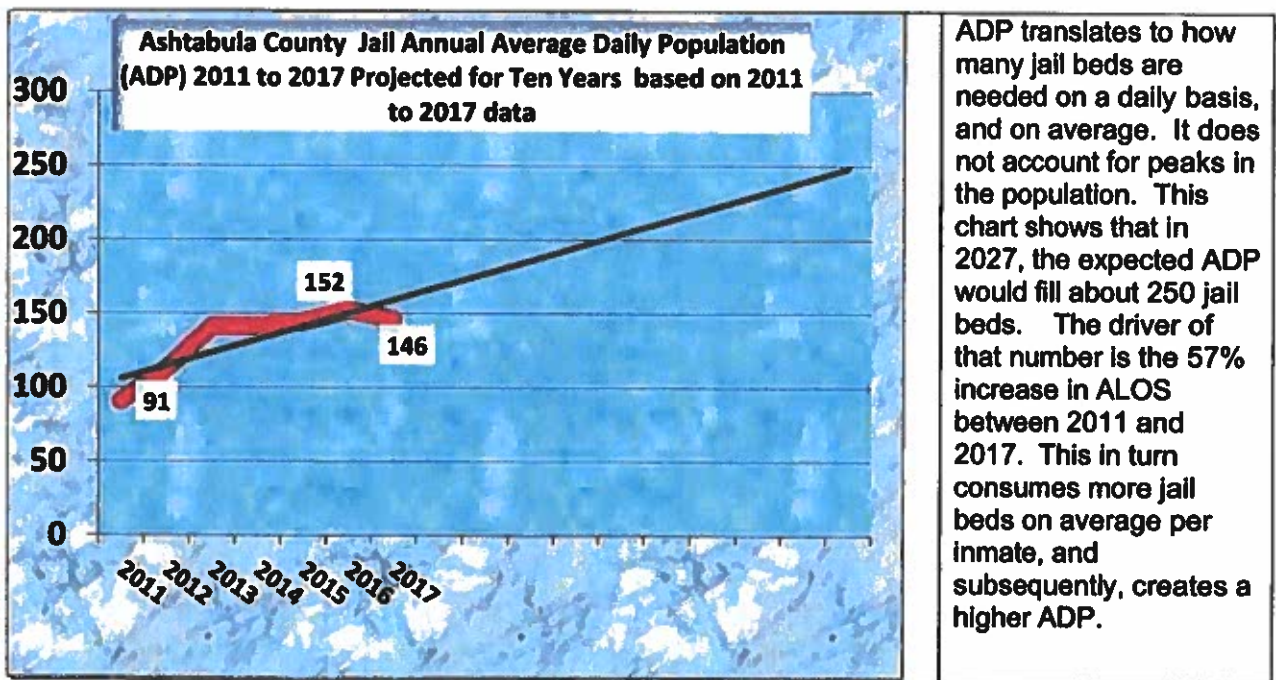 Ashtabula County Jail Annual Average Daily Population
(ADP) 2011 to 2017 Projected for Ten Years based on 2011
to 2017 data
300
250
200
150
100
50
0
91
152
146
2011
2012
2013
2014
2015
2016
2017
ADP translates to how
many jail beds are
needed on a daily basis,
and on average. It does
not account for peaks in
the population. This
chart shows that in
2027, the expected ADP
would fill about 250 jail
beds. The driver of
that number is the 57%
increase in ALOS
between 2011 and
2017. This in turn
consumes more jail
beds on average per
inmate, and
subsequently, creates a
higher ADP.